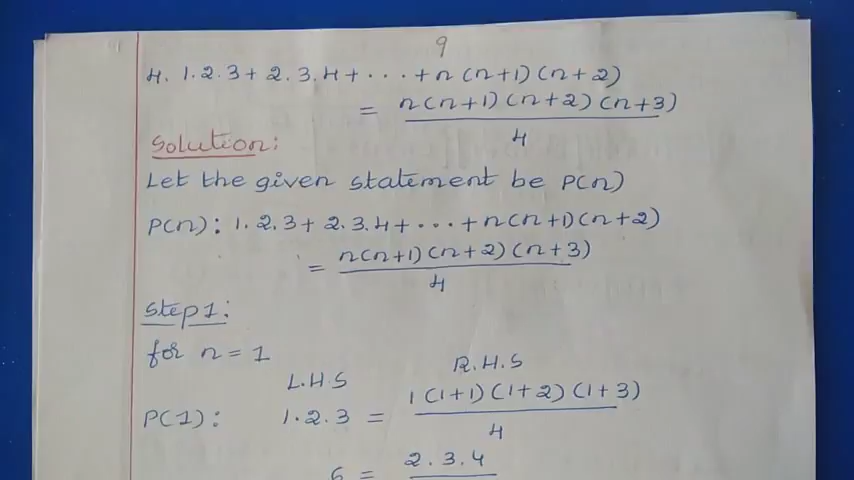 9
4. 1.2.3 + 2.3.4 + ... + n(n+1)(n+2)
= n(n+1)(n+2)(n+3)
4
Solution:
Let the given statement be P(n)
P(n): 1.2.3 + 2.3.4 + ... + n(n+1)(n+2)
= n(n+1)(n+2)(n+3)
4
Step1:
for n = 1
L.H.S R.H.S
P(1): 1.2.3 = 1(1+1)(1+2)(1+3)
4
6 = 2.3.4